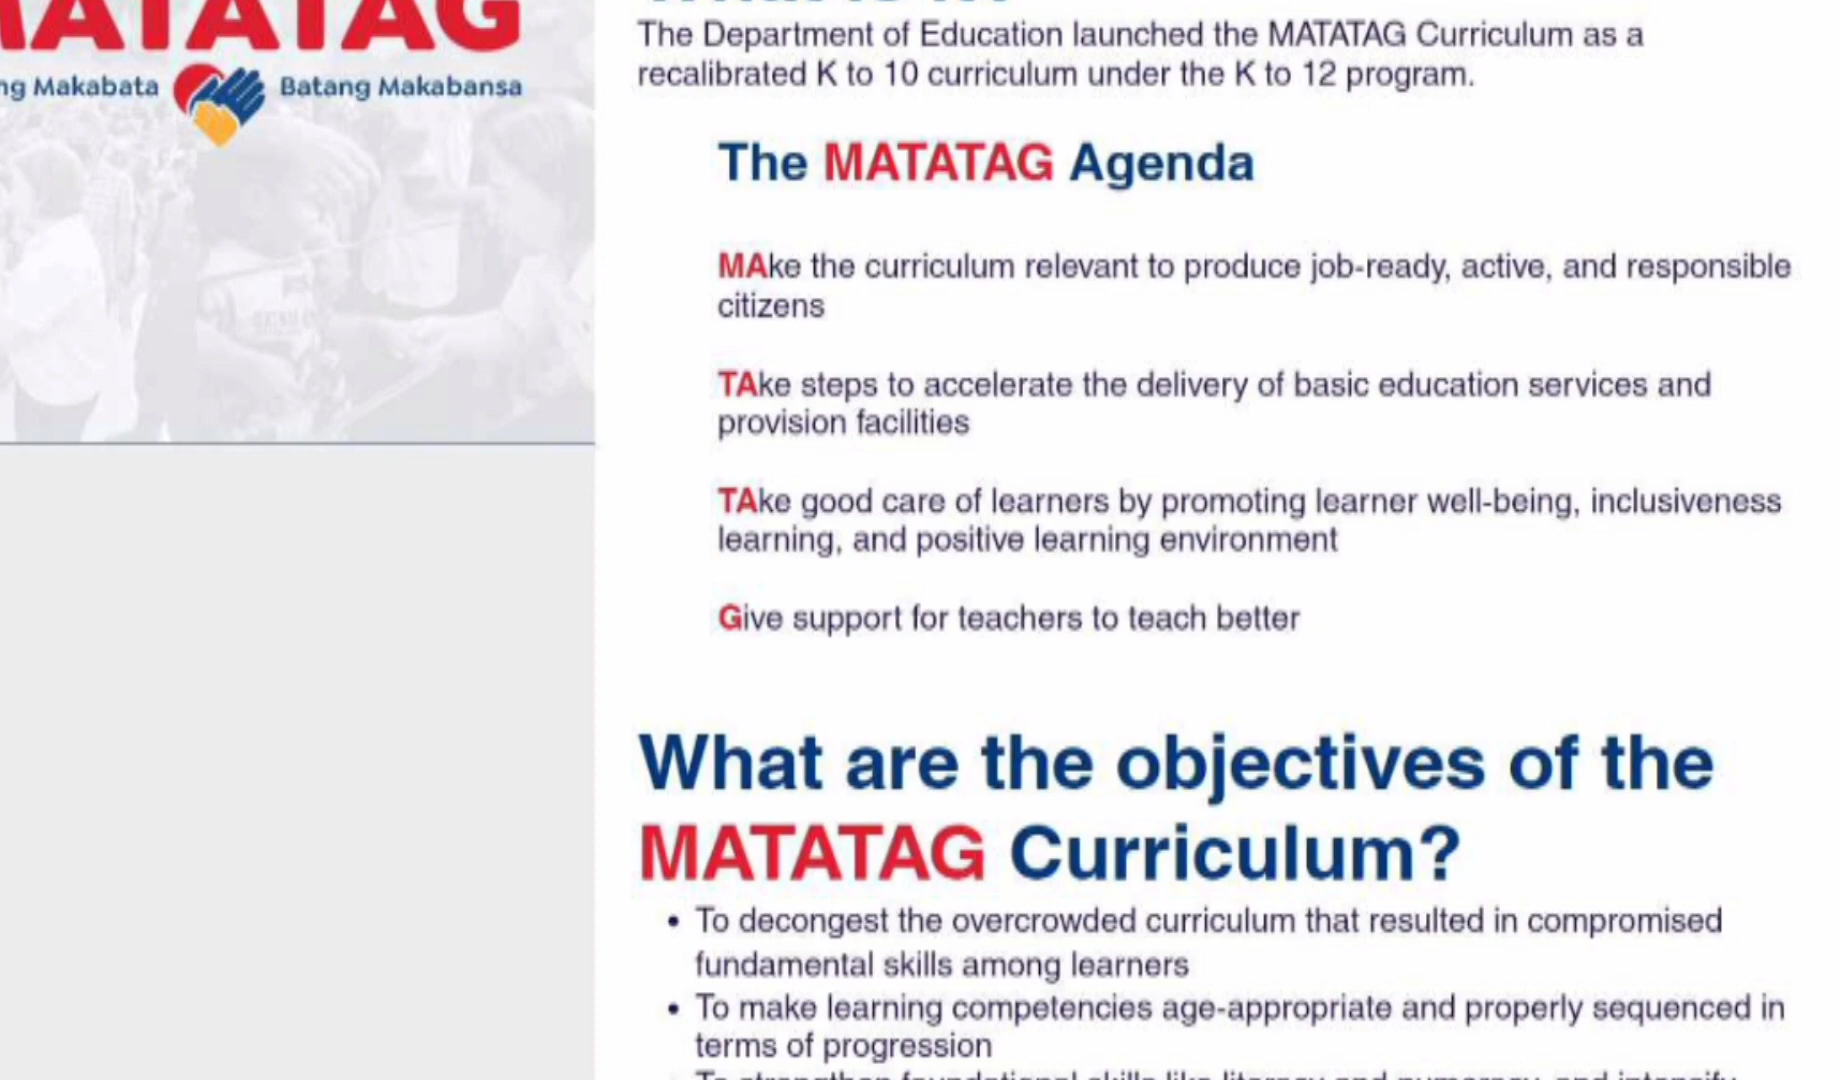 MATATAG
ng Makabata Batang Makabansa
The Department of Education launched the MATATAG Curriculum as a
recalibrated K to 10 curriculum under the K to 12 program.
The MATATAG Agenda
MAke the curriculum relevant to produce job-ready, active, and responsible
citizens
TAke steps to accelerate the delivery of basic education services and
provision facilities
TAke good care of learners by promoting learner well-being, inclusiveness
learning, and positive learning environment
Give support for teachers to teach better
What are the objectives of the
MATATAG Curriculum?
• To decongest the overcrowded curriculum that resulted in compromised
fundamental skills among learners
• To make learning competencies age-appropriate and properly sequenced in
terms of progression